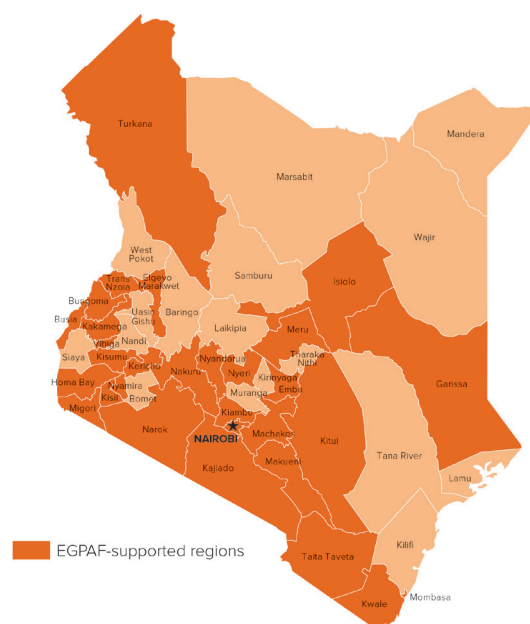 Turkana
Mandera
Marsabit
Wajir
West
Pokot
Samburu
Isiolo
Trans
Nzoia
Elgeyo
Marakwet
Bungoma
Uasin
Gishu
Baringo
Busia
Kakamega
Laikipia
Meru
Vihiga
Nandi
Siaya
Kisumu
Tharaka
Nithi
Kericho
Nyandarua
Nakuru
Nyeri
Kirinyaga
Embu
Garissa
Homa Bay
Nyamira
Kisii
Bomet
Muranga
Migori
Kiambu
Narok
NAIROBI
Machakos
Kitui
Tana River
Kajiado
Makueni
Lamu
EGPAF-supported regions
Kilifi
Taita Taveta
Mombasa
Kwale